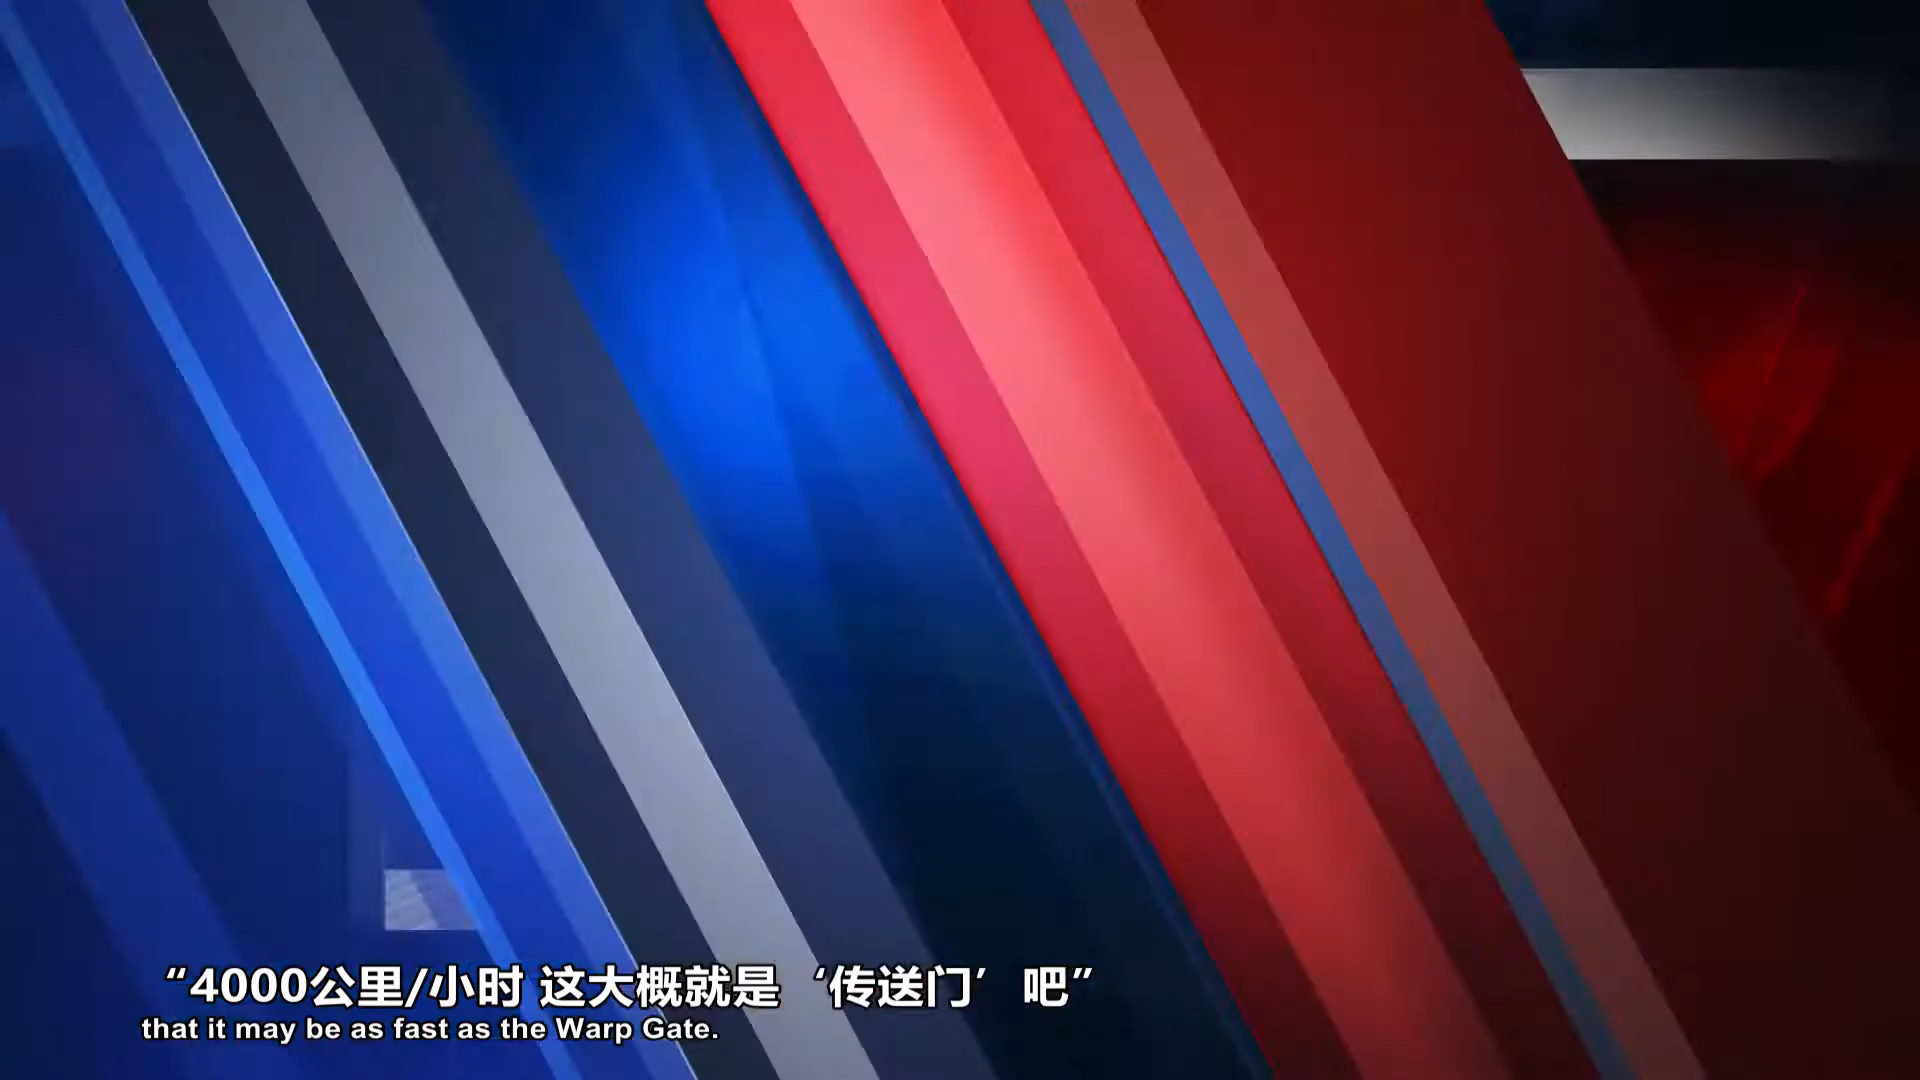 “4000公里/小时 这大概就是‘传送门’吧”
that it may be as fast as the Warp Gate.